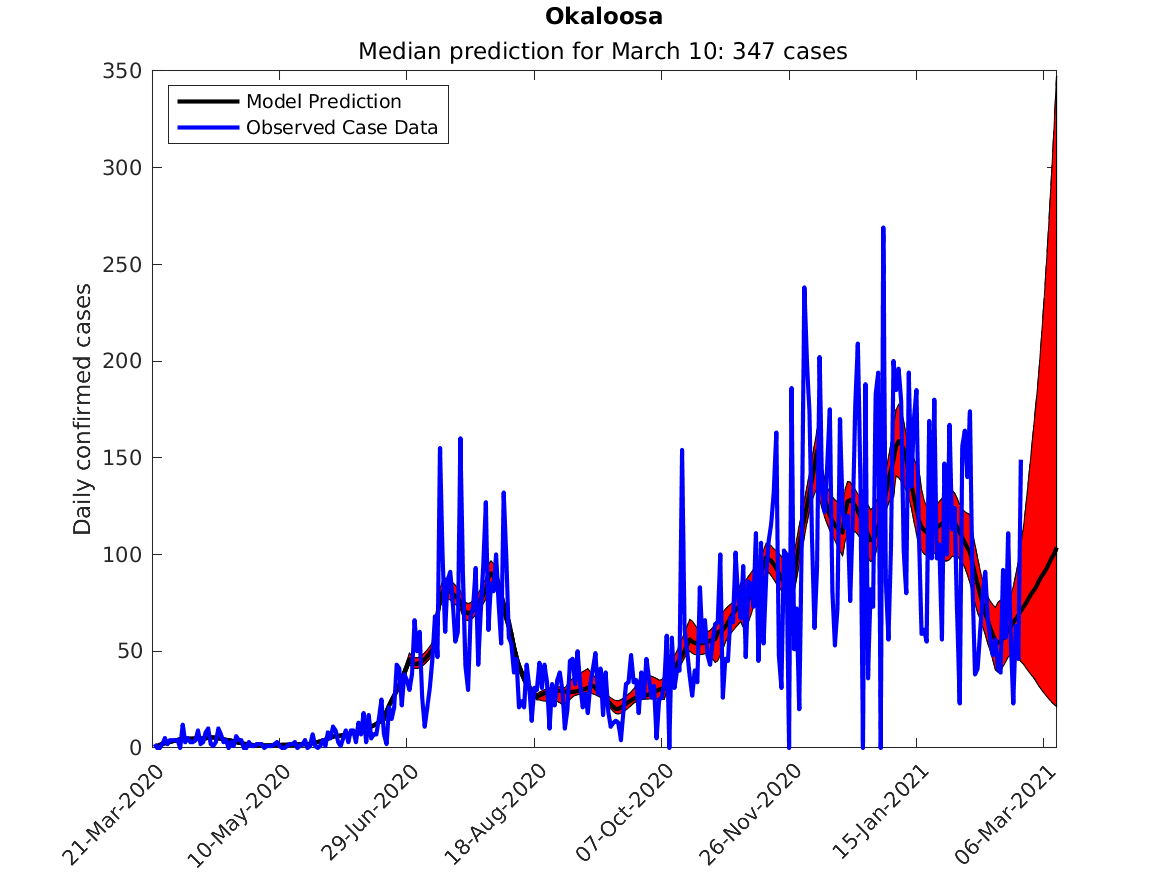 Okaloosa
Median prediction for March 10: 347 cases
Model Prediction
Observed Case Data
Daily confirmed cases
350
300
250
200
150
100
50
0
21-Mar-2020
10-May-2020
29-Jun-2020
18-Aug-2020
07-Oct-2020
26-Nov-2020
15-Jan-2021
06-Mar-2021